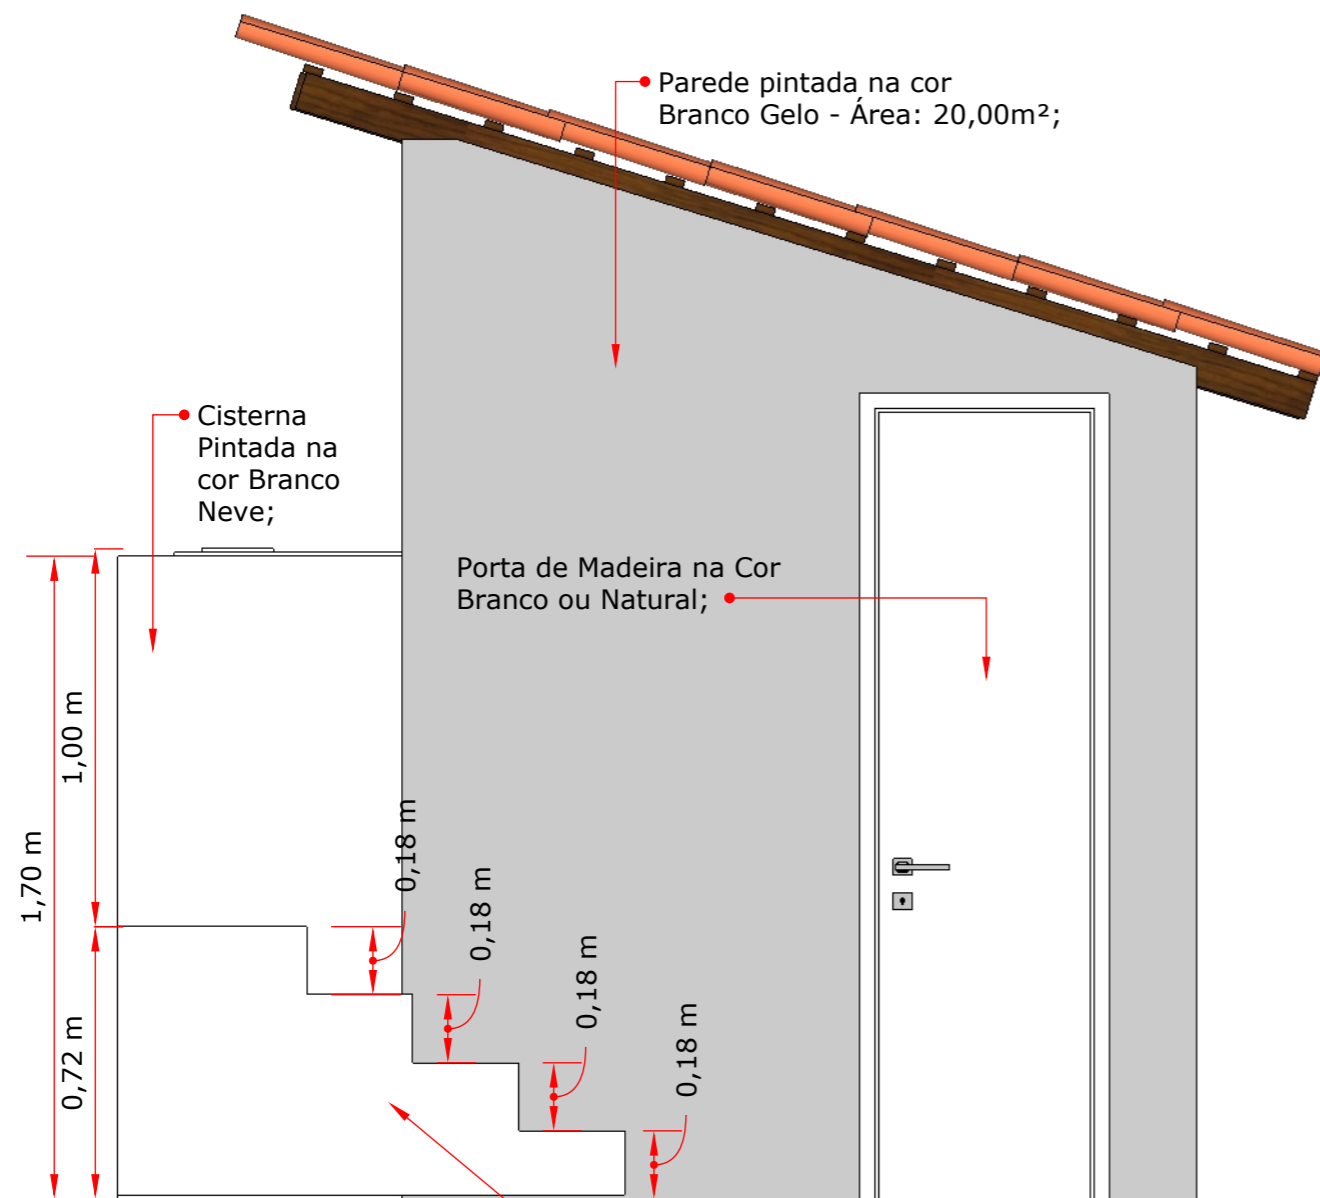 Parede pintada na cor
Branco Gelo - Área: 20,00m²;
Cisterna
Pintada na
cor Branco
Neve;
Porta de Madeira na Cor
Branco ou Natural;
1,00 m
1,70 m
0,72 m
0,18 m
0,18 m
0,18 m
0,18 m